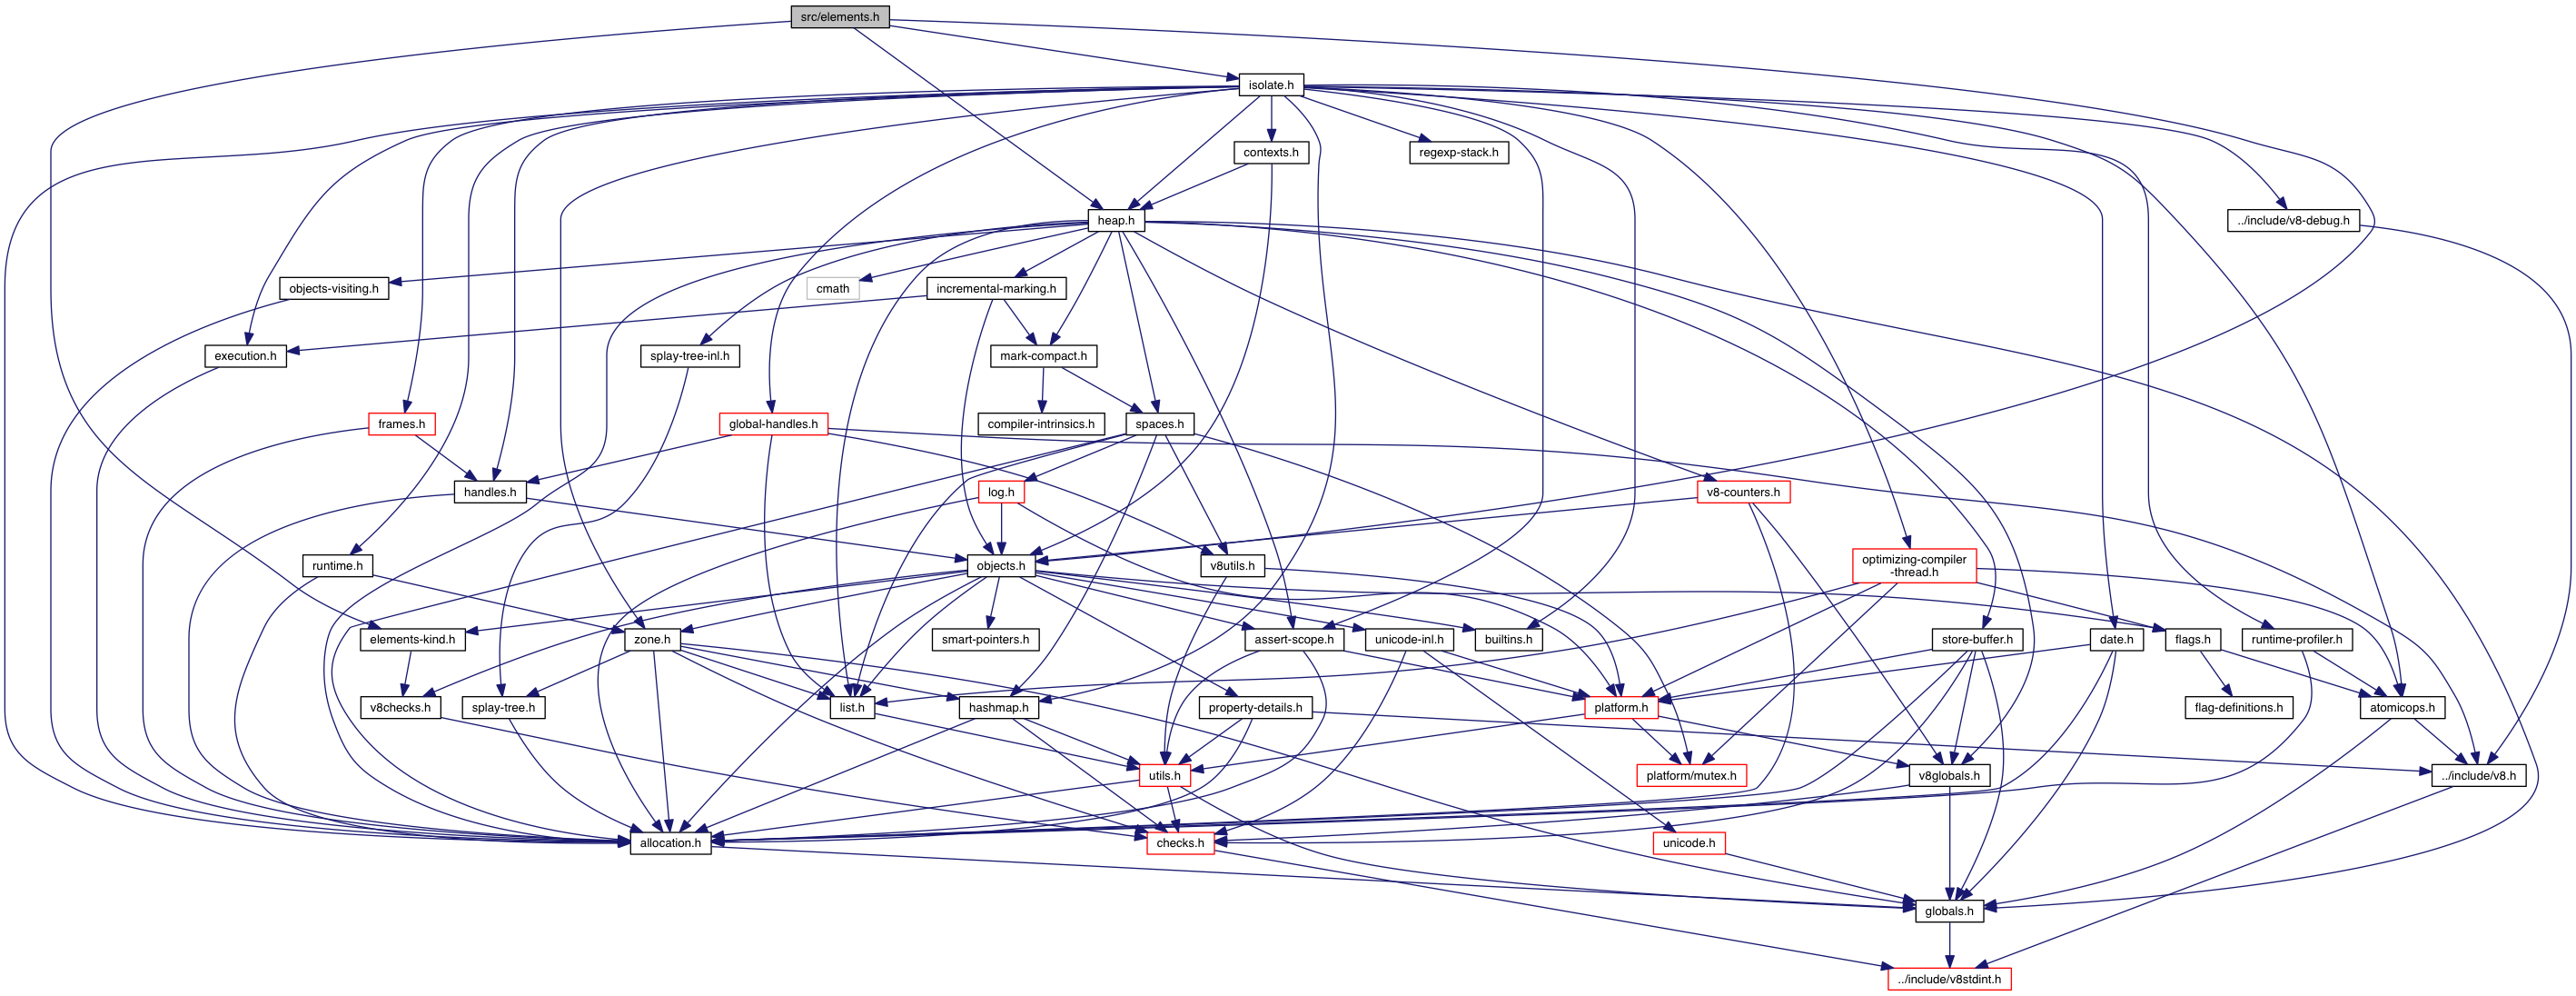 src/elements.h
isolate.h
contexts.h
regexp-stack.h
heap.h
../include/v8-debug.h
objects-visiting.h
cmath
incremental-marking.h
execution.h
splay-tree-inl.h
mark-compact.h
frames.h
global-handles.h
compiler-intrinsics.h
spaces.h
handles.h
log.h
v8-counters.h
runtime.h
objects.h
v8utils.h
optimizing-compiler
-thread.h
elements-kind.h
zone.h
smart-pointers.h
assert-scope.h
unicode-inl.h
builtins.h
store-buffer.h
date.h
flags.h
runtime-profiler.h
v8checks.h
splay-tree.h
list.h
hashmap.h
property-details.h
platform.h
flag-definitions.h
atomicops.h
utils.h
platform/mutex.h
v8globals.h
../include/v8.h
allocation.h
checks.h
unicode.h
globals.h
../include/v8stdint.h